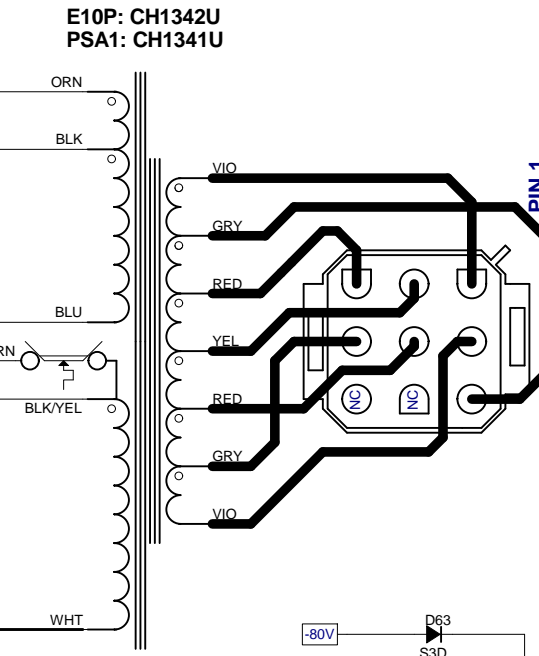 E10P: CH1342U
PSA1: CH1341U
ORN
BLK
VIO
PIN 1
GRY
RED
BLU
YEL
RN
BLK/YEL
RED
NC
NC
GRY
VIO
WHT
-80V
D63
S3D